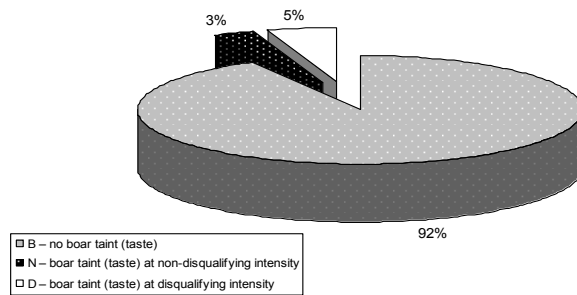 3%
5%
92%
B – no boar taint (taste)
N – boar taint (taste) at non-disqualifying intensity
D – boar taint (taste) at disqualifying intensity